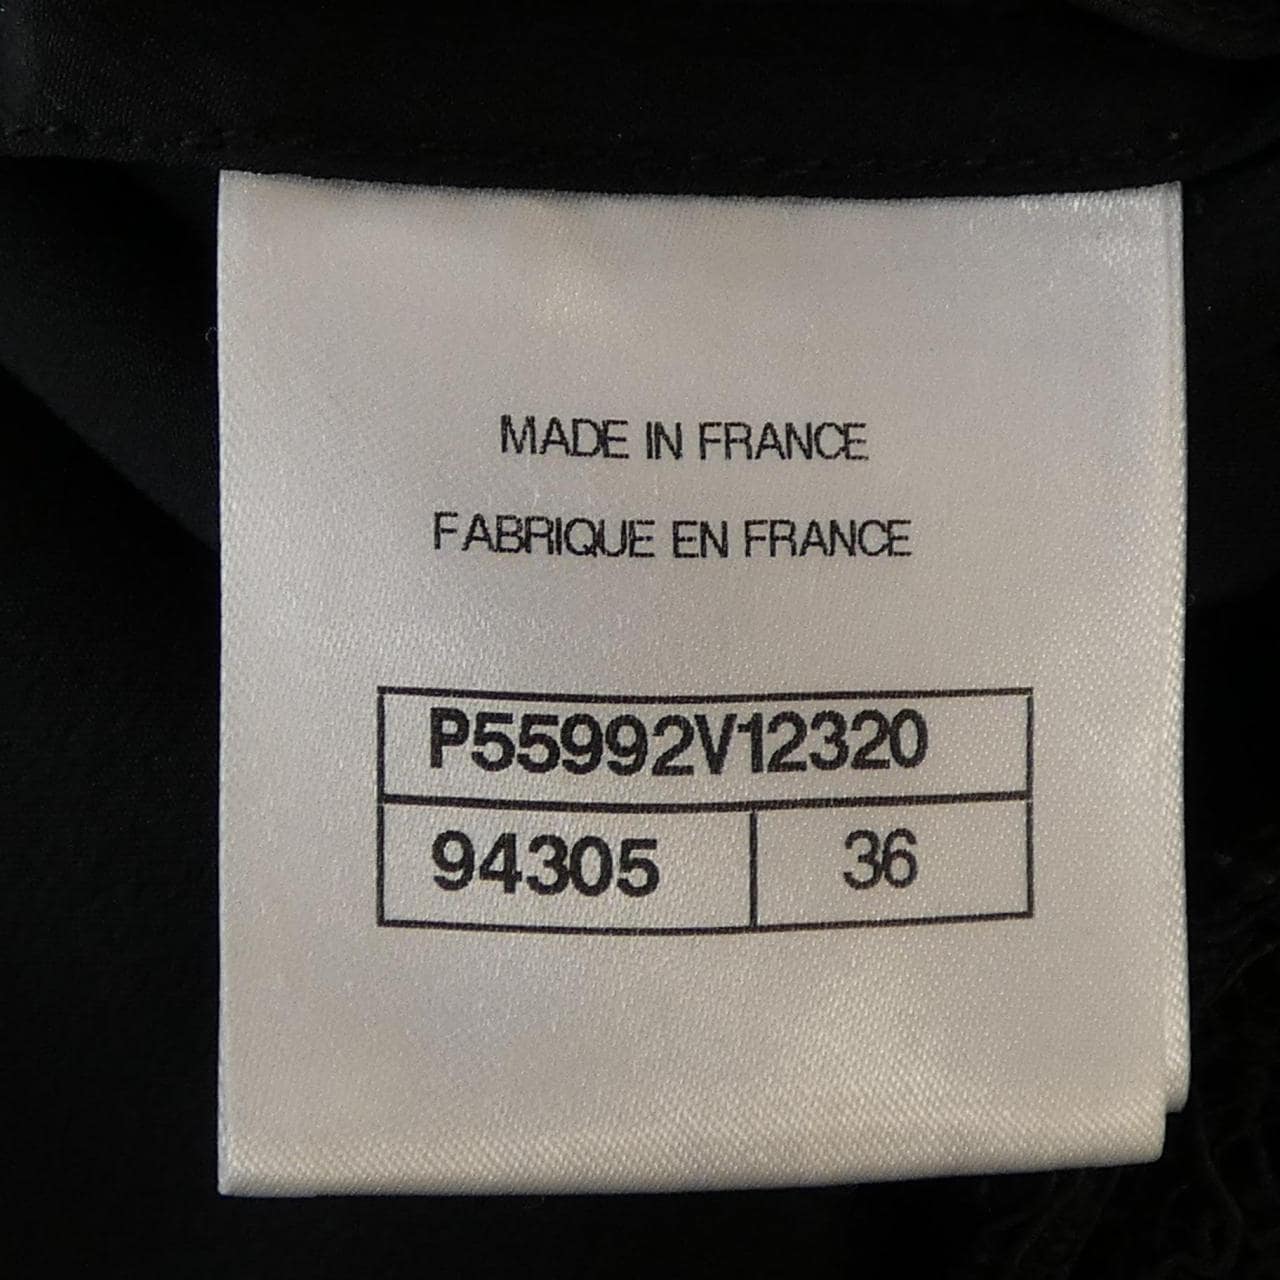 MADE IN FRANCE
FABRIQUE EN FRANCE
P55992V12320
94305 36